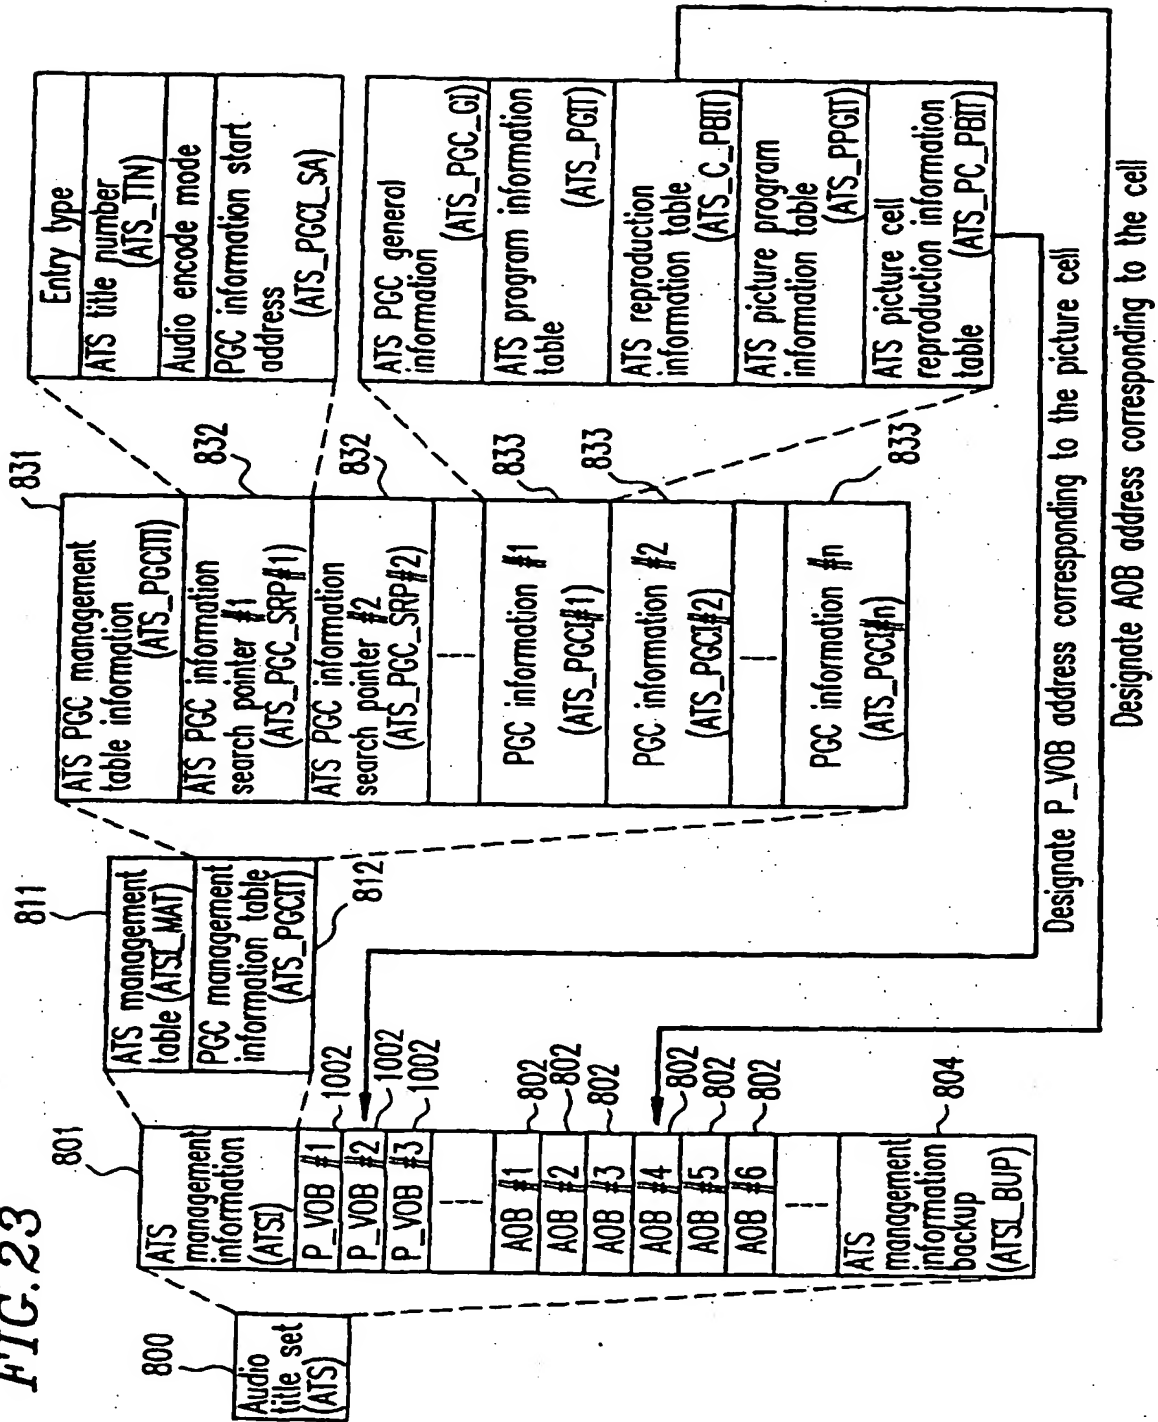 FIG.23
800
Audio
title set
(ATS)
801
ATS
management
information
(ATSI)
P_VOB #1
P_VOB #2
P_VOB #3
AOB #1
AOB #2
AOB #3
AOB #4
AOB #5
AOB #6
ATS
management
information
backup
(ATSI_BUP)
1002
1002
1002
802
802
802
802
802
802
804
811
ATS management
table (ATSI_MAT)
PGC management
information table
(ATS_PGCIT)
812
831
ATS PGC management
table information
(ATS_PGCITI)
ATS PGC information
search pointer #1
(ATS_PGC_SRP#1)
ATS PGC information
search pointer #2
(ATS_PGC_SRP#2)
PGC information #1
(ATS_PGCI#1)
PGC information #2
(ATS_PGCI#2)
PGC information #n
(ATS_PGCI#n)
832
832
833
833
833
Entry type
ATS title number
(ATS_TTN)
Audio encode mode
PGC information start
address
(ATS_PGCI_SA)
ATS PGC general
information
(ATS_PGC_GI)
ATS program information
table
(ATS_PGIT)
ATS reproduction
information table
(ATS_C_PBIT)
ATS picture program
information table
(ATS_PPGIT)
ATS picture cell
reproduction information
table (ATS_PC_PBIT)
Designate P_VOB address corresponding to the picture cell
Designate AOB address corresponding to the cell